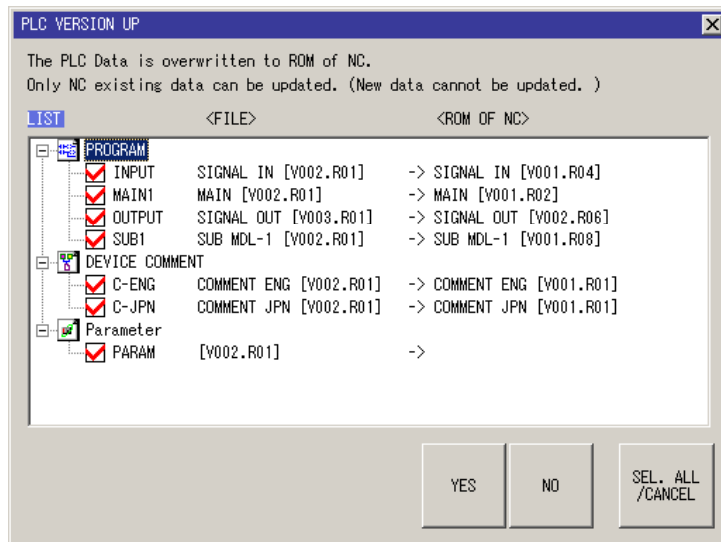 PLC VERSION UP
The PLC Data is overwritten to ROM of NC.
Only NC existing data can be updated. (New data cannot be updated. )
LIST <FILE> <ROM OF NC>
PROGRAM
INPUT SIGNAL IN [V002.R01] -> SIGNAL IN [V001.R04]
MAIN1 MAIN [V002.R01] -> MAIN [V001.R02]
OUTPUT SIGNAL OUT [V003.R01] -> SIGNAL OUT [V002.R06]
SUB1 SUB MDL-1 [V002.R01] -> SUB MDL-1 [V001.R08]
DEVICE COMMENT
C-ENG COMMENT ENG [V002.R01] -> COMMENT ENG [V001.R01]
C-JPN COMMENT JPN [V002.R01] -> COMMENT JPN [V001.R01]
Parameter
PARAM [V002.R01] ->
YES NO SEL. ALL
/CANCEL